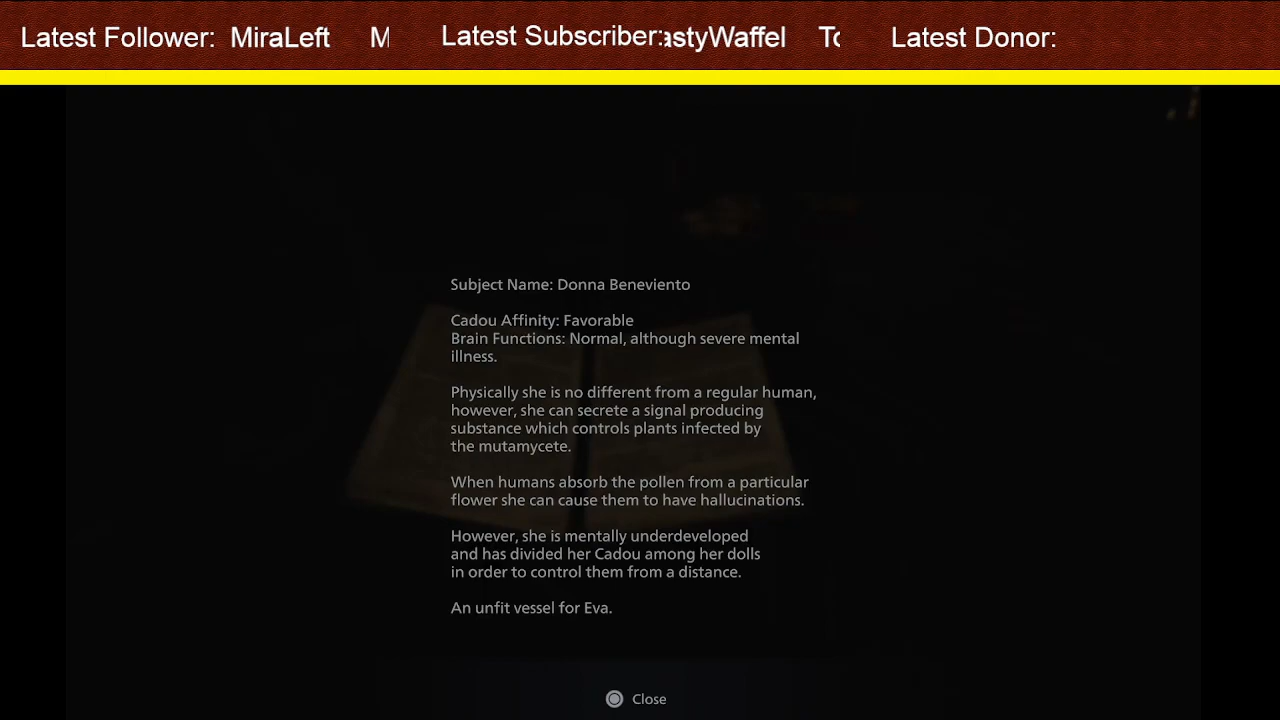 Latest Follower: MiraLeft M Latest Subscriber: astyWaffel To Latest Donor:
Subject Name: Donna Beneviento
Cadou Affinity: Favorable
Brain Functions: Normal, although severe mental
illness.
Physically she is no different from a regular human,
however, she can secrete a signal producing
substance which controls plants infected by
the mutamycete.
When humans absorb the pollen from a particular
flower she can cause them to have hallucinations.
However, she is mentally underdeveloped
and has divided her Cadou among her dolls
in order to control them from a distance.
An unfit vessel for Eva.
Close